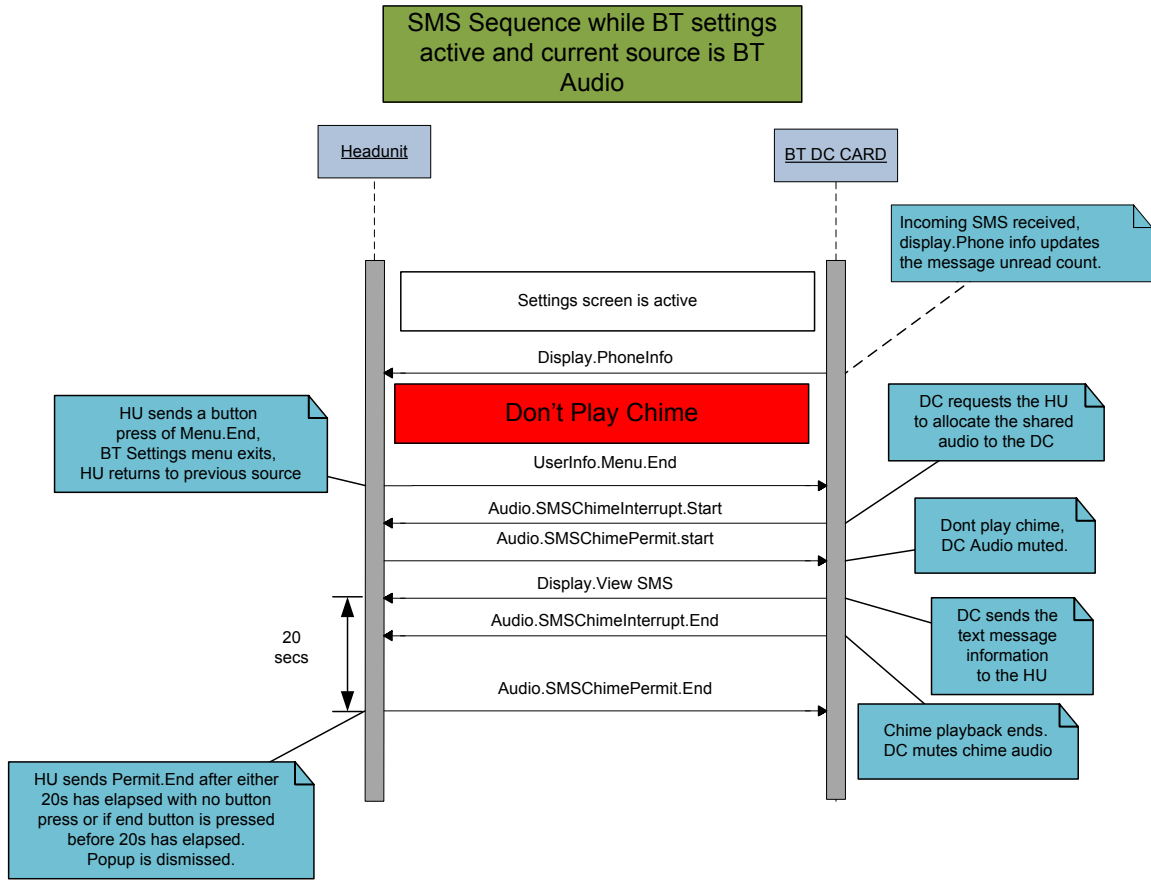 SMS Sequence while BT settings
active and current source is BT
Audio
Headunit
BT DC CARD
Incoming SMS received,
display.Phone info updates
the message unread count.
Settings screen is active
Display.PhoneInfo
Don't Play Chime
HU sends a button
press of Menu.End,
BT Settings menu exits,
HU returns to previous source
DC requests the HU
to allocate the shared
audio to the DC
UserInfo.Menu.End
Audio.SMSChimeInterrupt.Start
Audio.SMSChimePermit.start
Dont play chime,
DC Audio muted.
Display.View SMS
Audio.SMSChimeInterrupt.End
20
secs
DC sends the
text message
information
to the HU
Audio.SMSChimePermit.End
Chime playback ends.
DC mutes chime audio
HU sends Permit.End after either
20s has elapsed with no button
press or if end button is pressed
before 20s has elapsed.
Popup is dismissed.